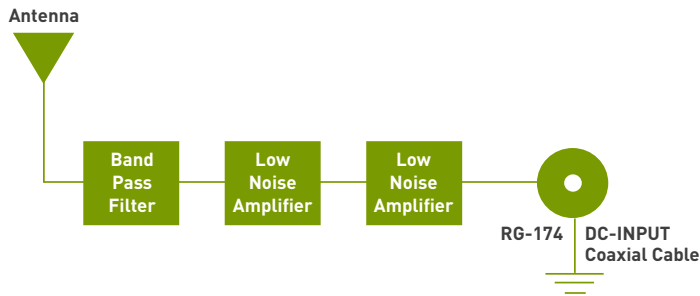 Antenna
Band
Pass
Filter
Low
Noise
Amplifier
Low
Noise
Amplifier
RG-174
DC-INPUT
Coaxial Cable